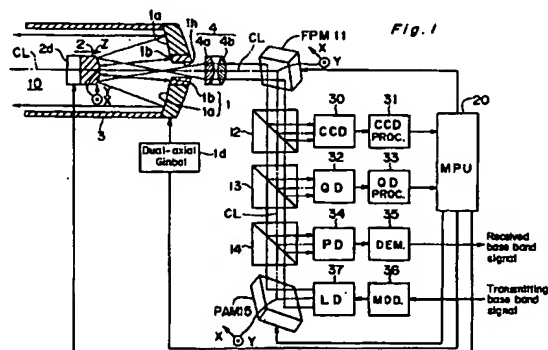 Fig. 1
1a
1h
4
4a 4b
CL
FPM 11
X
Y
2d
2
Z
1b
CL
10
X
1b
1a
1
3
Dual-axial Gimbal
1d
12
30
CCD
31
CCD PROC.
20
MPU
13
32
QD
33
QD PROC.
CL
14
34
PD
35
DEM.
Received base band signal
37
LD
36
MOD.
Transmitting base band signal
PAM15
X
Y